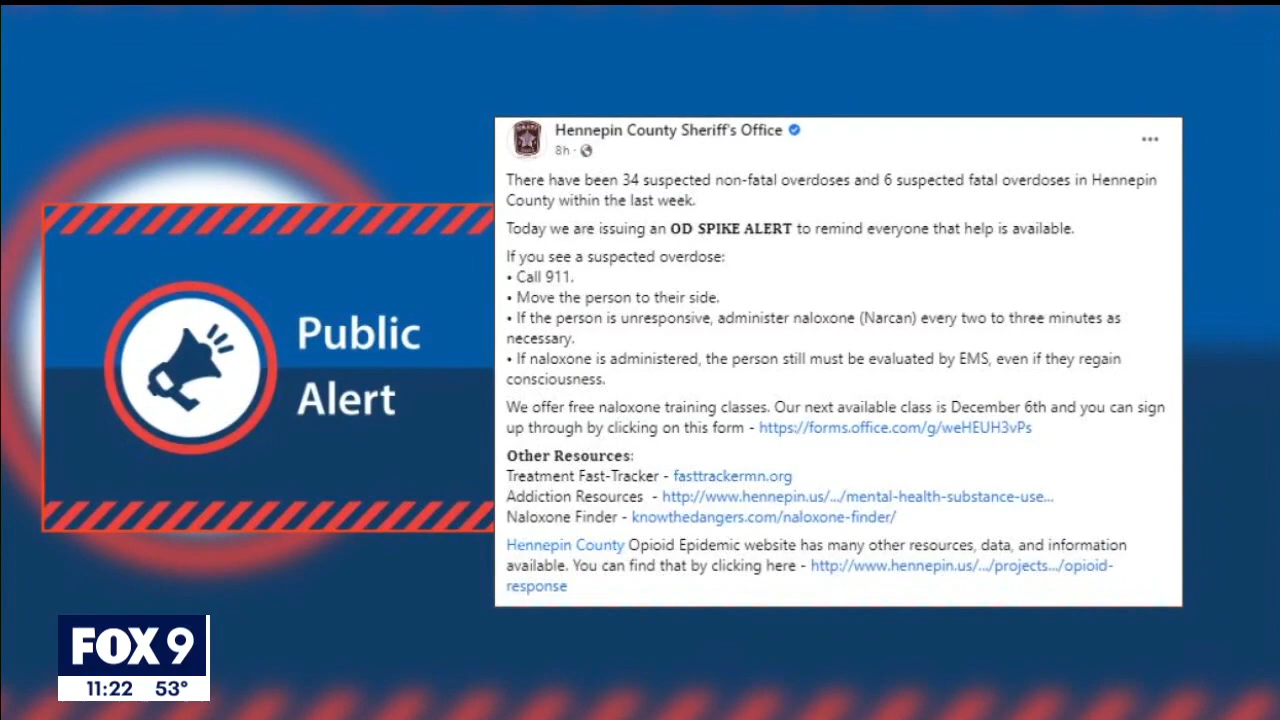 Public
Alert
Hennepin County Sheriff's Office
8h ·
There have been 34 suspected non-fatal overdoses and 6 suspected fatal overdoses in Hennepin
County within the last week.
Today we are issuing an OD SPIKE ALERT to remind everyone that help is available.
If you see a suspected overdose:
• Call 911.
• Move the person to their side.
• If the person is unresponsive, administer naloxone (Narcan) every two to three minutes as
necessary.
• If naloxone is administered, the person still must be evaluated by EMS, even if they regain
consciousness.
We offer free naloxone training classes. Our next available class is December 6th and you can sign
up through by clicking on this form - https://forms.office.com/g/weHEUH3vPs
Other Resources:
Treatment Fast-Tracker - fasttrackermn.org
Addiction Resources - http://www.hennepin.us/.../mental-health-substance-use...
Naloxone Finder - knowthedangers.com/naloxone-finder/
Hennepin County Opioid Epidemic website has many other resources, data, and information
available. You can find that by clicking here - http://www.hennepin.us/.../projects.../opioid-
response
FOX 9
11:22 53°